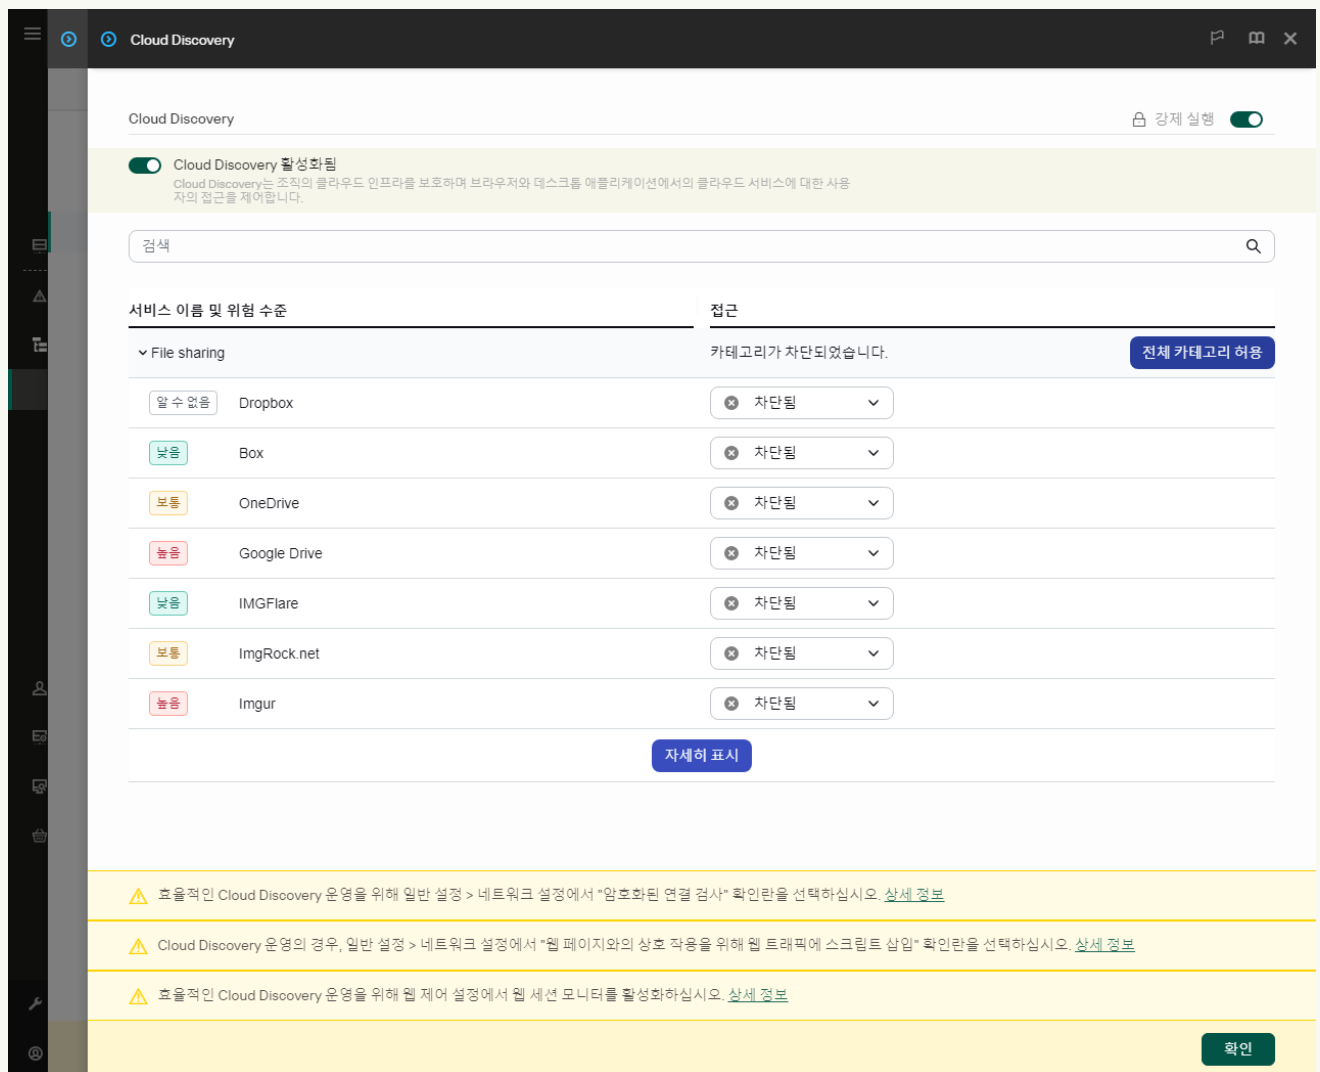 Cloud Discovery
Cloud Discovery
강제 실행
Cloud Discovery 활성화됨
Cloud Discovery는 조직의 클라우드 인프라를 보호하며 브라우저와 데스크톱 애플리케이션에서의 클라우드 서비스에 대한 사용
자의 접근을 제어합니다.
검색
서비스 이름 및 위험 수준 접근
File sharing 카테고리가 차단되었습니다. 전체 카테고리 허용
알 수 없음 Dropbox 차단됨
낮음 Box 차단됨
보통 OneDrive 차단됨
높음 Google Drive 차단됨
낮음 IMGFlare 차단됨
보통 ImgRock.net 차단됨
높음 Imgur 차단됨
자세히 표시
효율적인 Cloud Discovery 운영을 위해 일반 설정 > 네트워크 설정에서 "암호화된 연결 검사" 확인란을 선택하십시오. 상세 정보
Cloud Discovery 운영의 경우, 일반 설정 > 네트워크 설정에서 "웹 페이지와의 상호 작용을 위해 웹 트래픽에 스크립트 삽입" 확인란을 선택하십시오. 상세 정보
효율적인 Cloud Discovery 운영을 위해 웹 제어 설정에서 웹 세션 모니터를 활성화하십시오. 상세 정보
확인